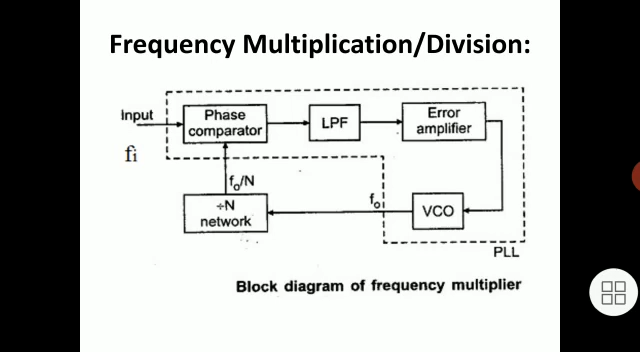 Frequency Multiplication/Division:
Input
fi
Phase
comparator
LPF
Error
amplifier
fo/N
÷N
network
fo
VCO
PLL
Block diagram of frequency multiplier